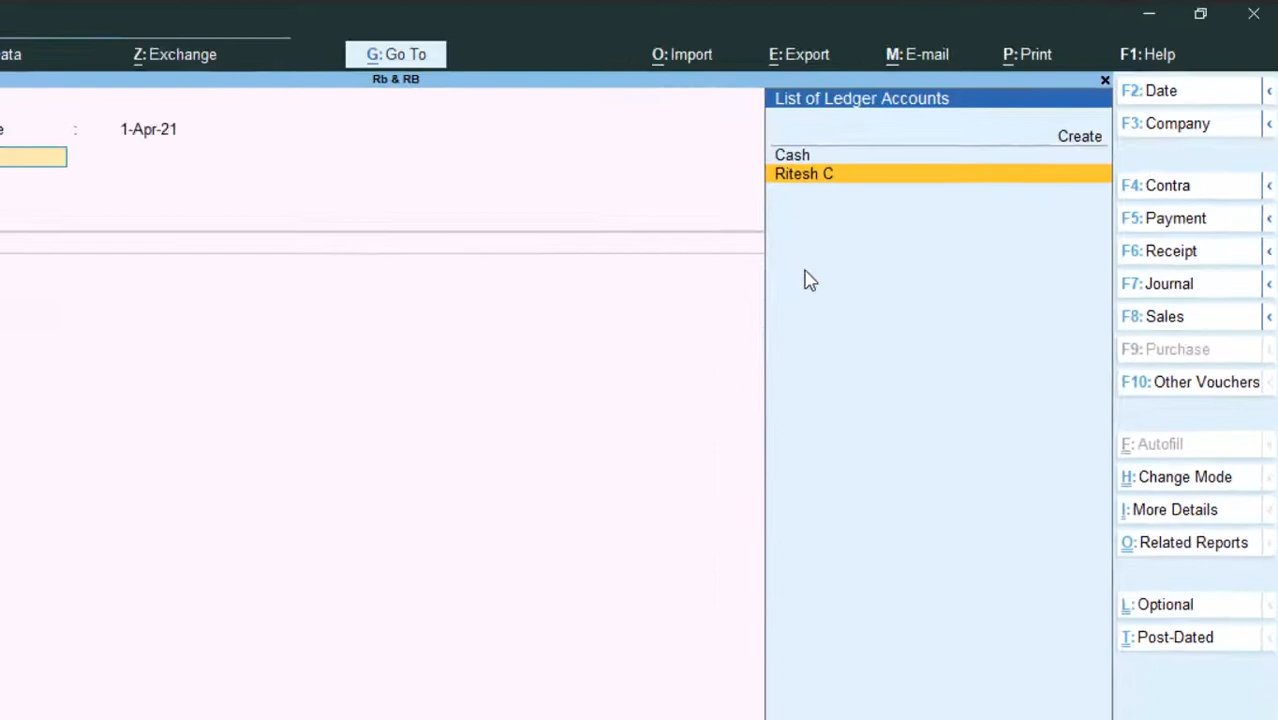 ata Z: Exchange G: Go To O: Import E: Export M: E-mail P: Print F1: Help
Rb & RB
e : 1-Apr-21
List of Ledger Accounts
Create
Cash
Ritesh C
F2: Date
F3: Company
F4: Contra
F5: Payment
F6: Receipt
F7: Journal
F8: Sales
F9: Purchase
F10: Other Vouchers
F: Autofill
H: Change Mode
I: More Details
O: Related Reports
L: Optional
T: Post-Dated